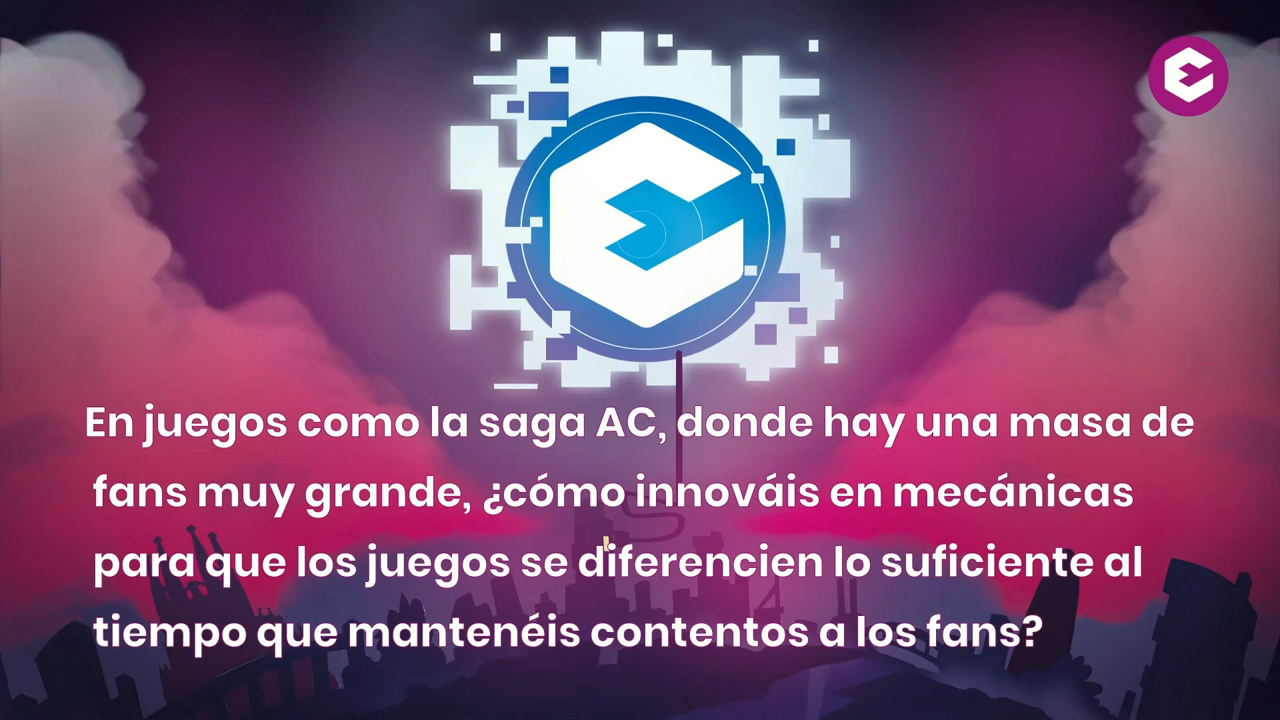 En juegos como la saga AC, donde hay una masa de
fans muy grande, ¿cómo innováis en mecánicas
para que los juegos se diferencien lo suficiente al
tiempo que mantenéis contentos a los fans?